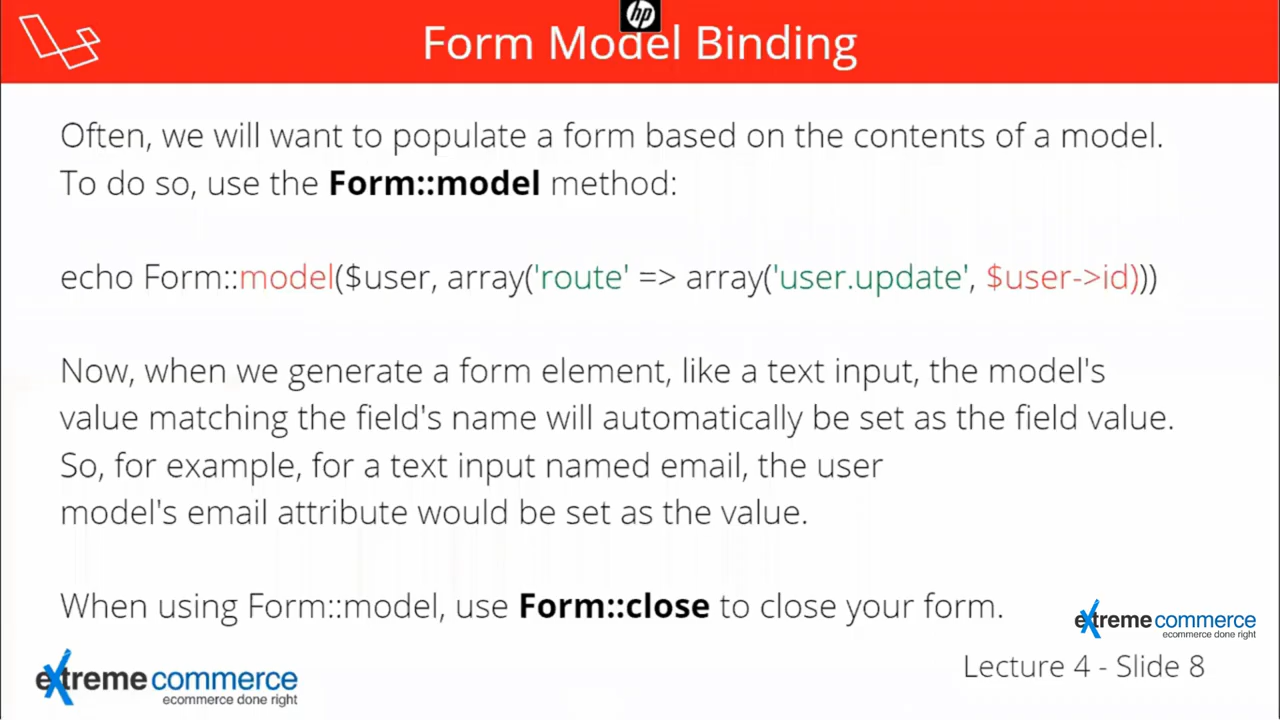 hp
Form Model Binding
Often, we will want to populate a form based on the contents of a model.
To do so, use the Form::model method:
echo Form::model($user, array('route' => array('user.update', $user->id)))
Now, when we generate a form element, like a text input, the model's
value matching the field's name will automatically be set as the field value.
So, for example, for a text input named email, the user
model's email attribute would be set as the value.
When using Form::model, use Form::close to close your form.
extreme commerce
ecommerce done right
Lecture 4 - Slide 8
extreme commerce
ecommerce done right